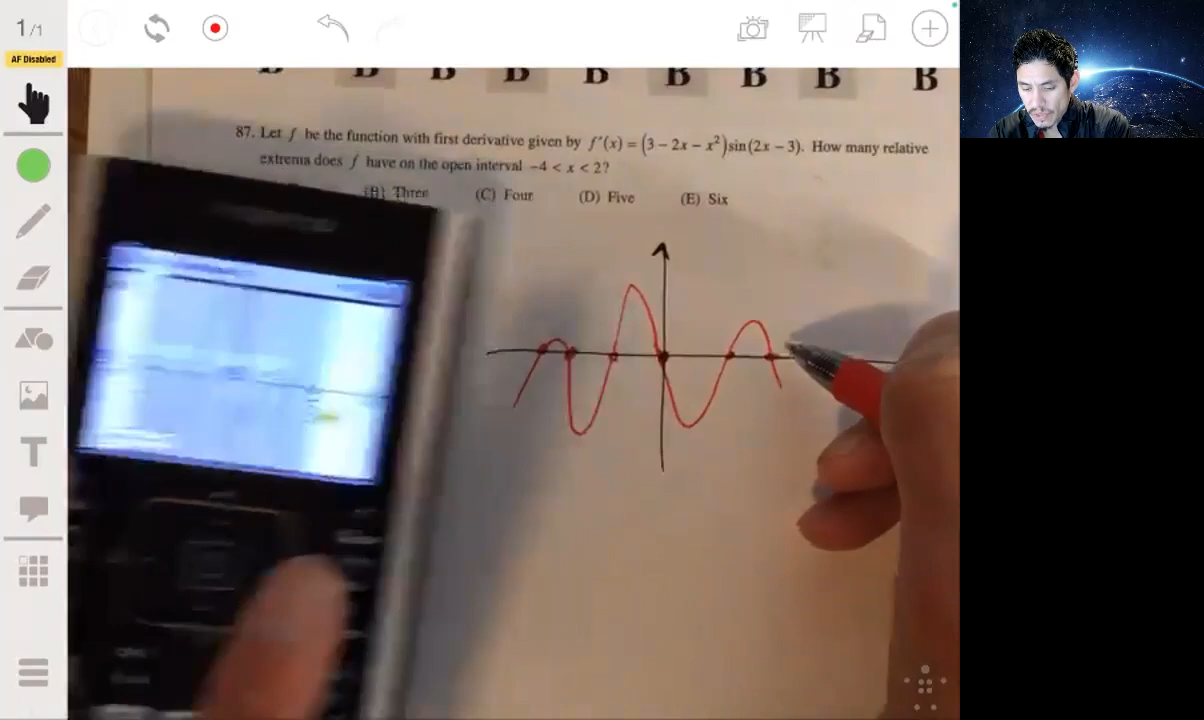 1/1
AF Disabled
B B B B B B B B B
87. Let f be the function with first derivative given by f'(x) = (3 − 2x − x²)sin(2x − 3). How many relative
extrema does f have on the open interval −4 < x < 2?
(B) Three (C) Four (D) Five (E) Six
T